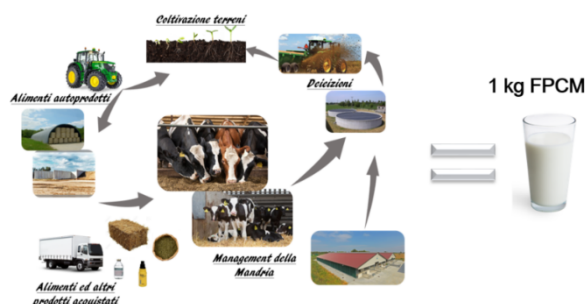 Coltivazione terreni
Alimenti autoprodotti
Deiezioni
1 kg FPCM
Management della
Mandria
Alimenti ed altri
prodotti acquistati